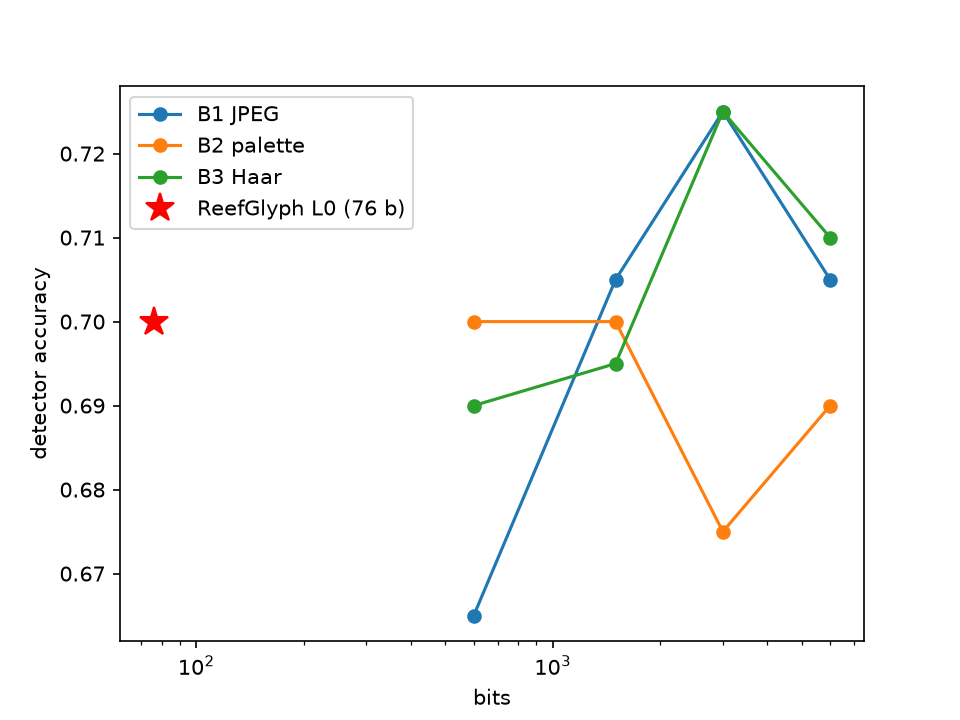 B1 JPEG
B2 palette
B3 Haar
ReefGlyph L0 (76 b)
0.72
0.71
0.70
0.69
0.68
0.67
detector accuracy
10²
10³
bits